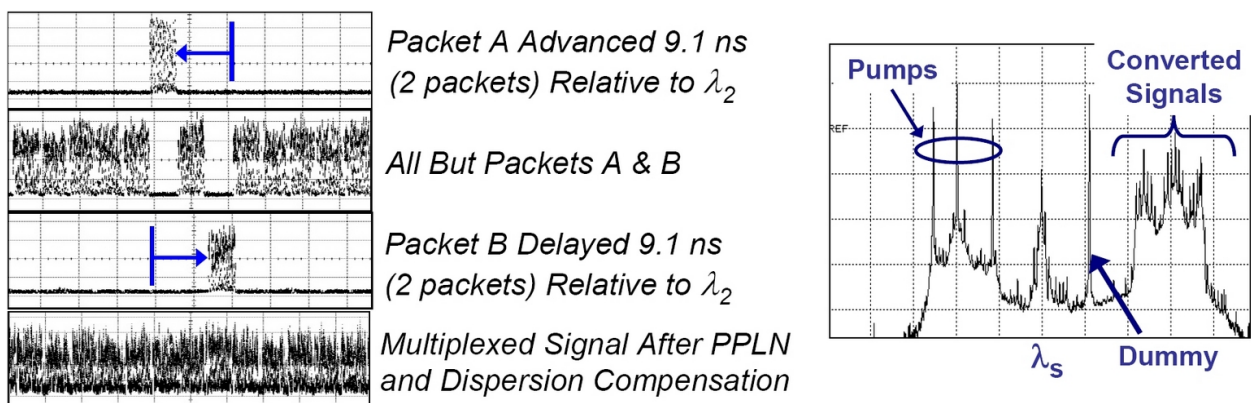 Packet A Advanced 9.1 ns
(2 packets) Relative to λ2
All But Packets A & B
Packet B Delayed 9.1 ns
(2 packets) Relative to λ2
Multiplexed Signal After PPLN
and Dispersion Compensation
Pumps
Converted
Signals
REF
λs
Dummy